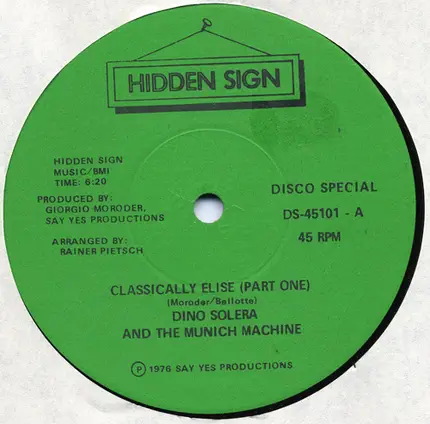 HIDDEN SIGN
HIDDEN SIGN
MUSIC/BMI
TIME: 6:20
PRODUCED BY:
GIORGIO MORODER,
SAY YES PRODUCTIONS
ARRANGED BY:
RAINER PIETSCH
DISCO SPECIAL
DS-45101 - A
45 RPM
CLASSICALLY ELISE (PART ONE)
(Moroder/Bellotte)
DINO SOLERA
AND THE MUNICH MACHINE
Ⓟ 1976 SAY YES PRODUCTIONS